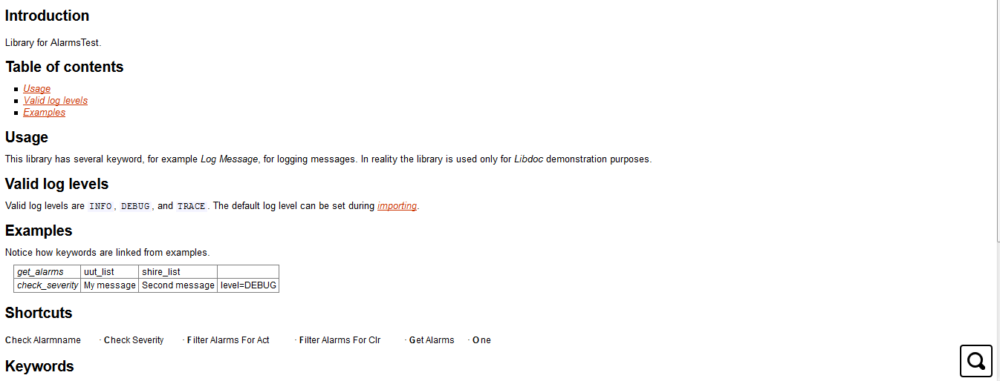 Introduction
Library for AlarmsTest.
Table of contents
Usage
Valid log levels
Examples
Usage
This library has several keyword, for example Log Message, for logging messages. In reality the library is used only for Libdoc demonstration purposes.
Valid log levels
Valid log levels are INFO, DEBUG, and TRACE. The default log level can be set during importing.
Examples
Notice how keywords are linked from examples.
get_alarms uut_list shire_list
check_severity My message Second message level=DEBUG
Shortcuts
Check Alarmname · Check Severity · Filter Alarms For Act · Filter Alarms For Clr · Get Alarms · One
Keywords